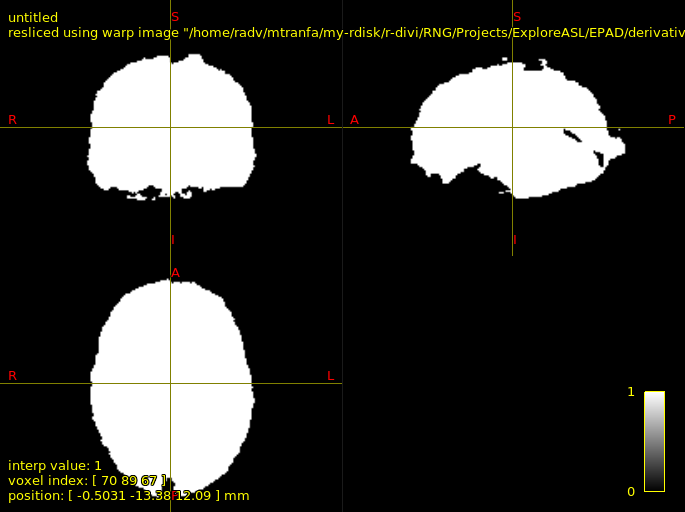 untitled
resliced using warp image "/home/radv/mtranfa/my-rdisk/r-divi/RNG/Projects/ExploreASL/EPAD/derivativ
S
S
R
L
A
P
I
I
A
R
L
1
interp value: 1
voxel index: [ 70 89 67 ]
0
position: [ -0.5031 -13.38 12.09 ] mm